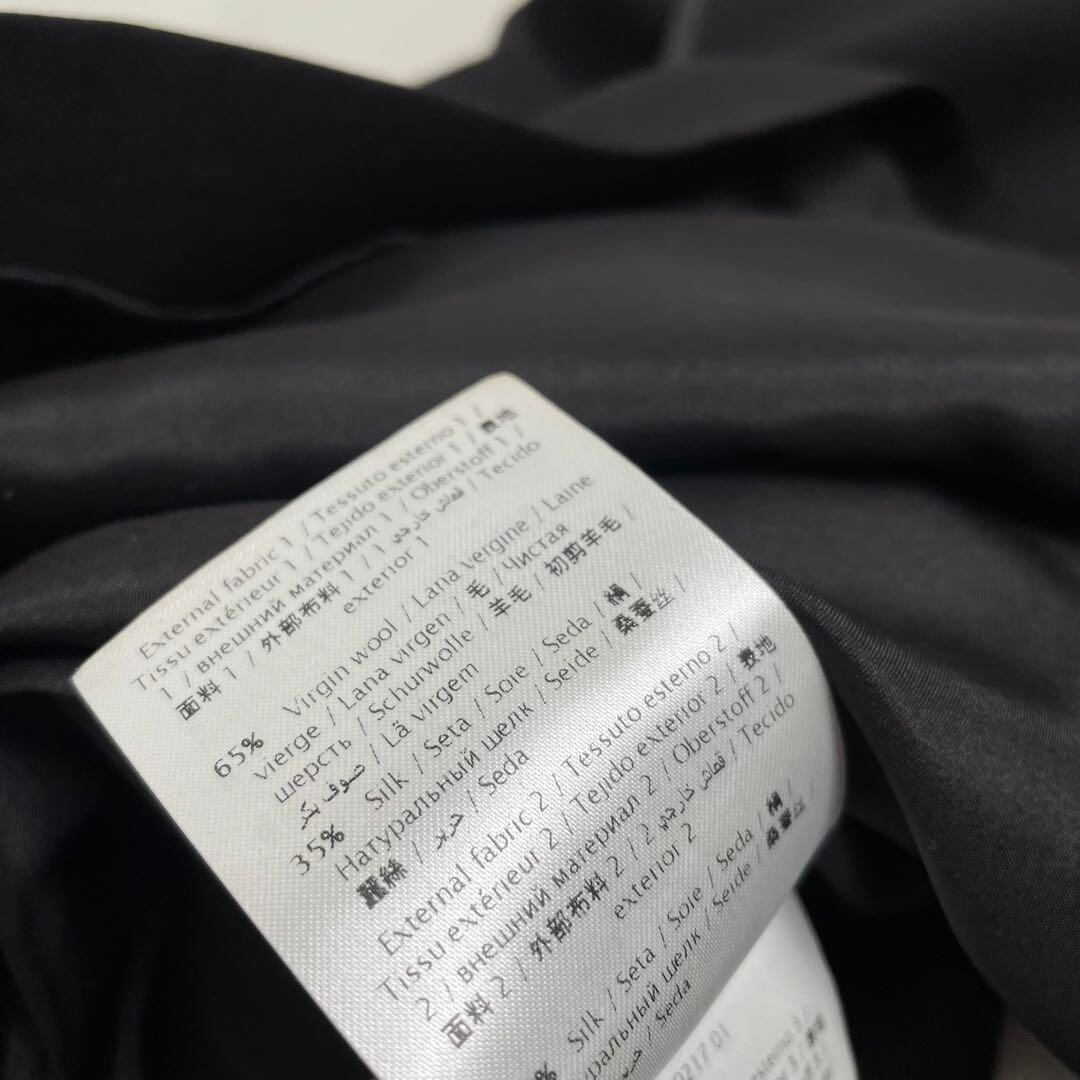 External fabric 1 / Tessuto esterno 1 /
Tissu extérieur 1 / Tejido exterior 1 / 表地
1 / внешний материал 1 / Oberstoff 1 /
面料 1 / 外部布料 1 / قماش خارجي 1 / Tecido
exterior 1
65% Virgin wool / Lana vergine / Laine
vierge / Lana virgen / 毛 / Чистая
шерсть / Schurwolle / 羊毛 / 初剪羊毛 /
صوف بكر / Lã virgem
35% Silk / Seta / Soie / Seda / 絹 /
Натуральный шелк / Seide / 桑蚕丝 /
蠶絲 / حرير / Seda
External fabric 2 / Tessuto esterno 2 /
Tissu extérieur 2 / Tejido exterior 2 / 表地
2 / внешний материал 2 / Oberstoff 2 /
面料 2 / 外部布料 2 / قماش خارجي 2 / Tecido
exterior 2
% Silk / Seta / Soie / Seda / 絹 /
уральный шелк / Seide / 桑蚕丝 /
/ حرير / Seda
0217 01